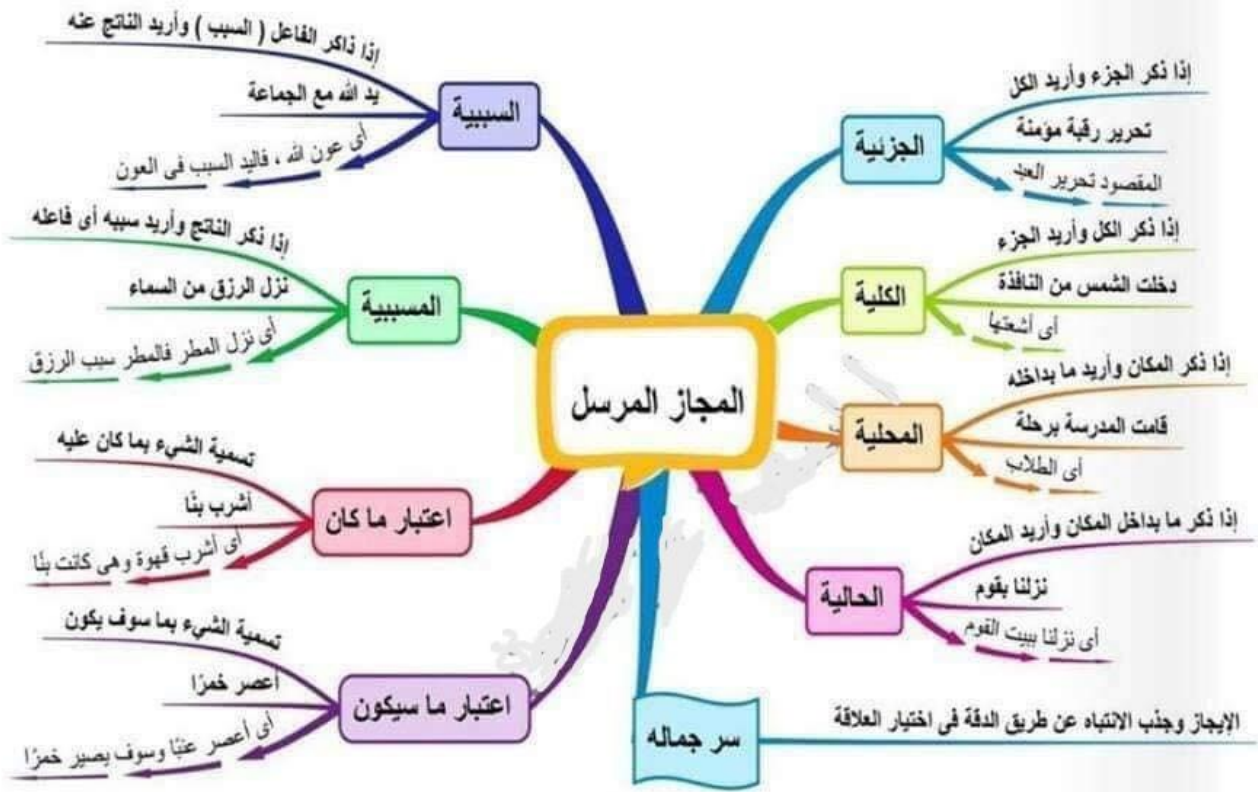 المجاز المرسل
الجزئية
إذا ذكر الجزء وأريد الكل
تحرير رقبة مؤمنة
المقصود تحرير العبد
الكلية
إذا ذكر الكل وأريد الجزء
دخلت الشمس من النافذة
أى أشعتها
المحلية
إذا ذكر المكان وأريد ما بداخله
قامت المدرسة برحلة
أى الطلاب
الحالية
إذا ذكر ما بداخل المكان وأريد المكان
نزلنا بقوم
أى نزلنا ببيت القوم
سر جماله
الإيجاز وجذب الانتباه عن طريق الدقة فى اختيار العلاقة
السببية
إذا ذاكر الفاعل ( السبب ) وأريد الناتج عنه
يد الله مع الجماعة
أى عون الله ، فاليد السبب فى العون
المسببية
إذا ذكر الناتج وأريد سببه أى فاعله
نزل الرزق من السماء
أى نزل المطر فالمطر سبب الرزق
اعتبار ما كان
تسمية الشيء بما كان عليه
أشرب بنًا
أى أشرب قهوة وهى كانت بنًا
اعتبار ما سيكون
تسمية الشيء بما سوف يكون
أعصر خمرًا
أى أعصر عنبًا وسوف يصير خمرًا